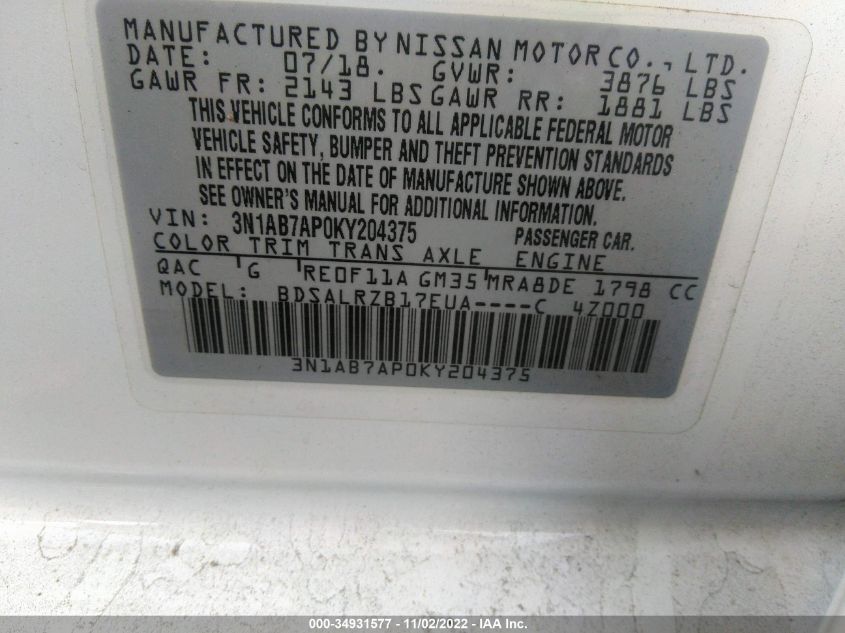 MANUFACTURED BY NISSAN MOTOR CO., LTD.
DATE: 07/18. GVWR: 3876 LBS
GAWR FR: 2143 LBS GAWR RR: 1881 LBS
THIS VEHICLE CONFORMS TO ALL APPLICABLE FEDERAL MOTOR
VEHICLE SAFETY, BUMPER AND THEFT PREVENTION STANDARDS
IN EFFECT ON THE DATE OF MANUFACTURE SHOWN ABOVE.
SEE OWNER'S MANUAL FOR ADDITIONAL INFORMATION.
VIN: 3N1AB7AP0KY204375 PASSENGER CAR.
COLOR TRIM TRANS AXLE ENGINE
QAC G RE0F11A GM35 MRA8DE 1798 CC
MODEL: BDSALRZB17EUA----C 4Z000
3N1AB7AP0KY204375
000-34931577 - 11/02/2022 - IAA Inc.